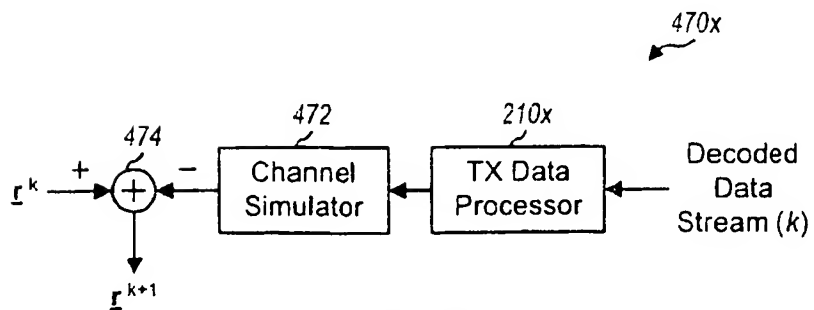 470x
472
210x
474
+
−
r k
+
Channel
Simulator
TX Data
Processor
Decoded
Data
Stream (k)
r k+1